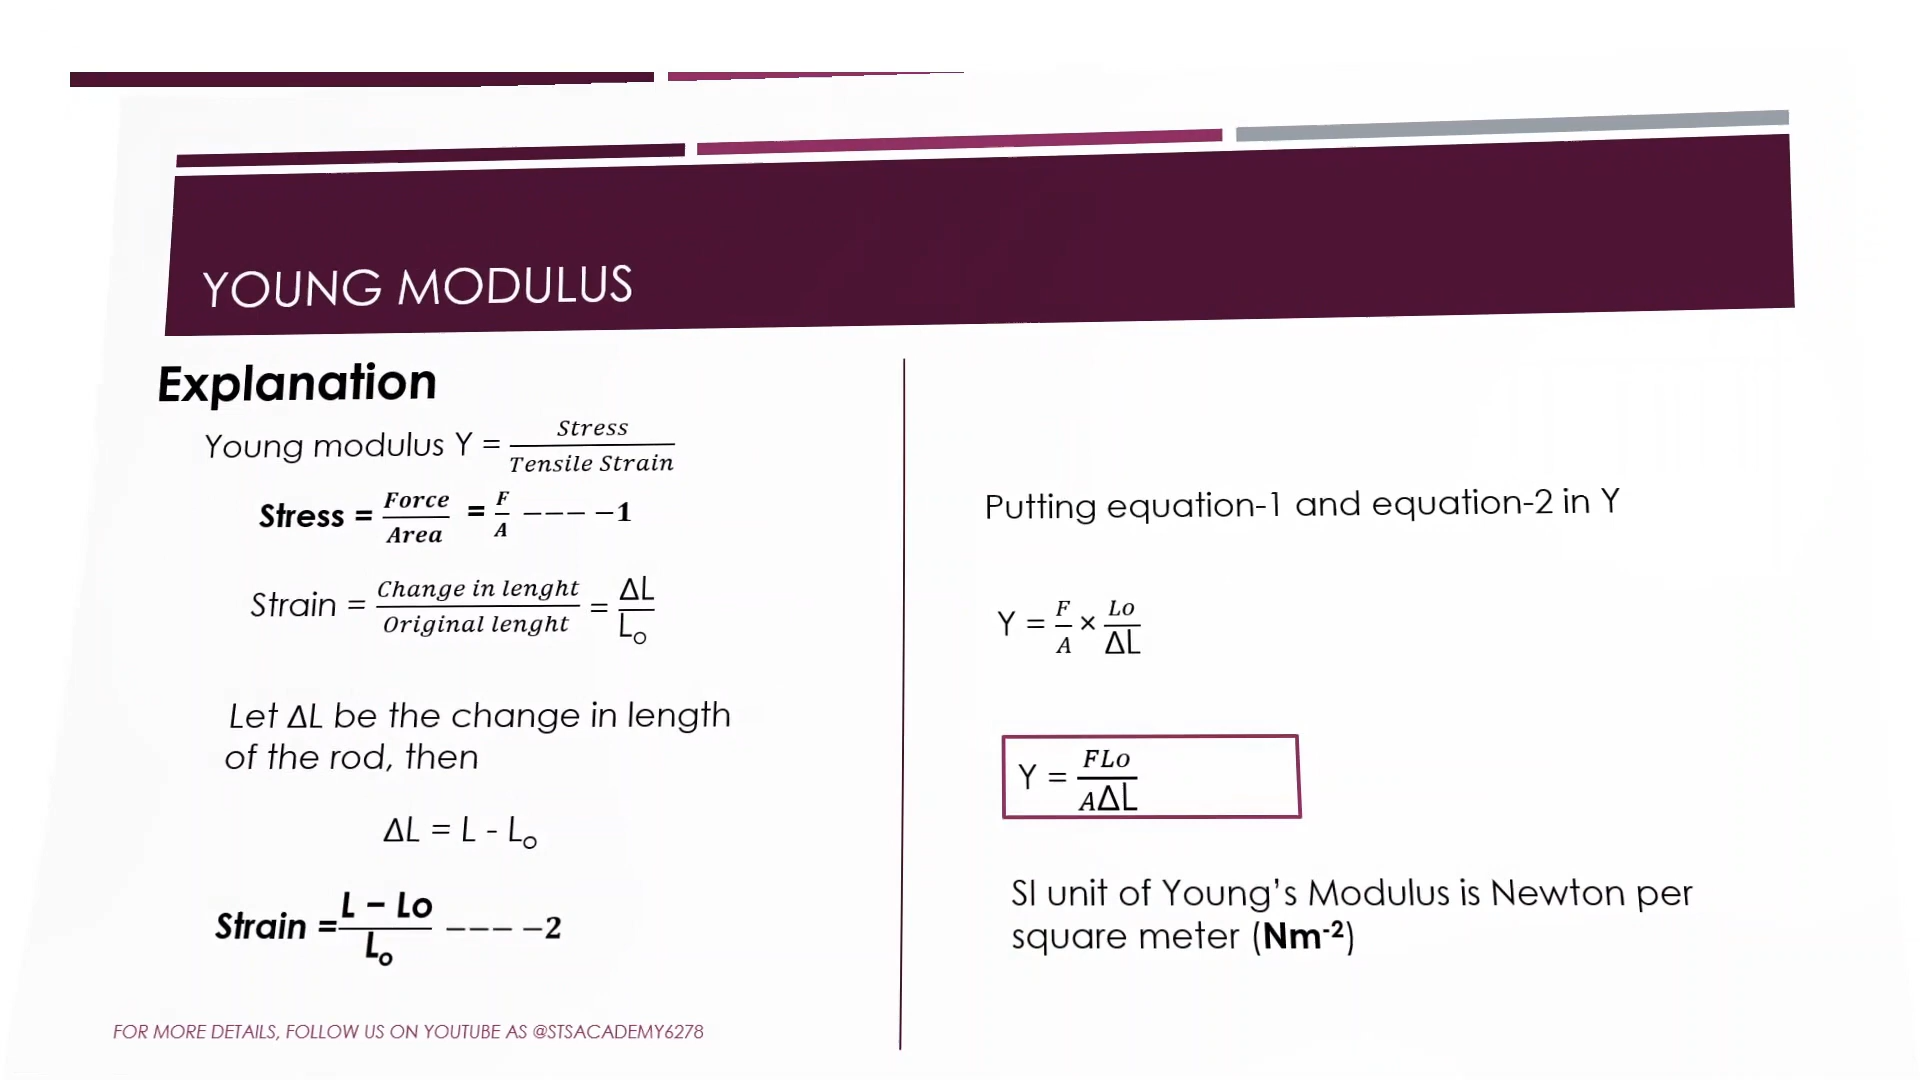 YOUNG MODULUS
Explanation
Young modulus Y = Stress / Tensile Strain
Stress = Force / Area = F / A −−− −1
Strain = Change in lenght / Original lenght = ΔL / Lo
Let ΔL be the change in length
of the rod, then
ΔL = L - Lo
Strain = L − Lo / Lo −−− −2
Putting equation-1 and equation-2 in Y
Y = F / A × Lo / ΔL
Y = FLo / AΔL
SI unit of Young's Modulus is Newton per
square meter (Nm-2)
FOR MORE DETAILS, FOLLOW US ON YOUTUBE AS @STSACADEMY6278